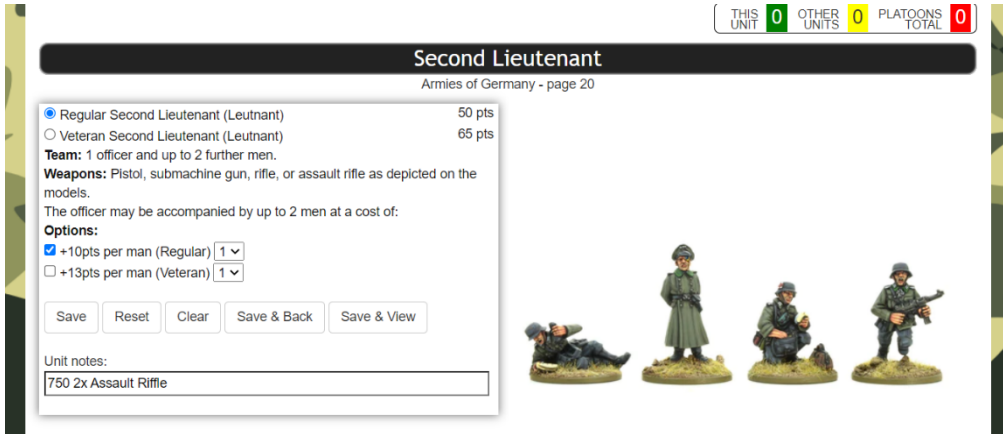 THIS UNIT 0 OTHER UNITS 0 PLATOONS TOTAL 0
Second Lieutenant
Armies of Germany - page 20
Regular Second Lieutenant (Leutnant) 50 pts
Veteran Second Lieutenant (Leutnant) 65 pts
Team: 1 officer and up to 2 further men.
Weapons: Pistol, submachine gun, rifle, or assault rifle as depicted on the
models.
The officer may be accompanied by up to 2 men at a cost of:
Options:
+10pts per man (Regular) 1
+13pts per man (Veteran) 1
Save Reset Clear Save & Back Save & View
Unit notes:
750 2x Assault Riffle